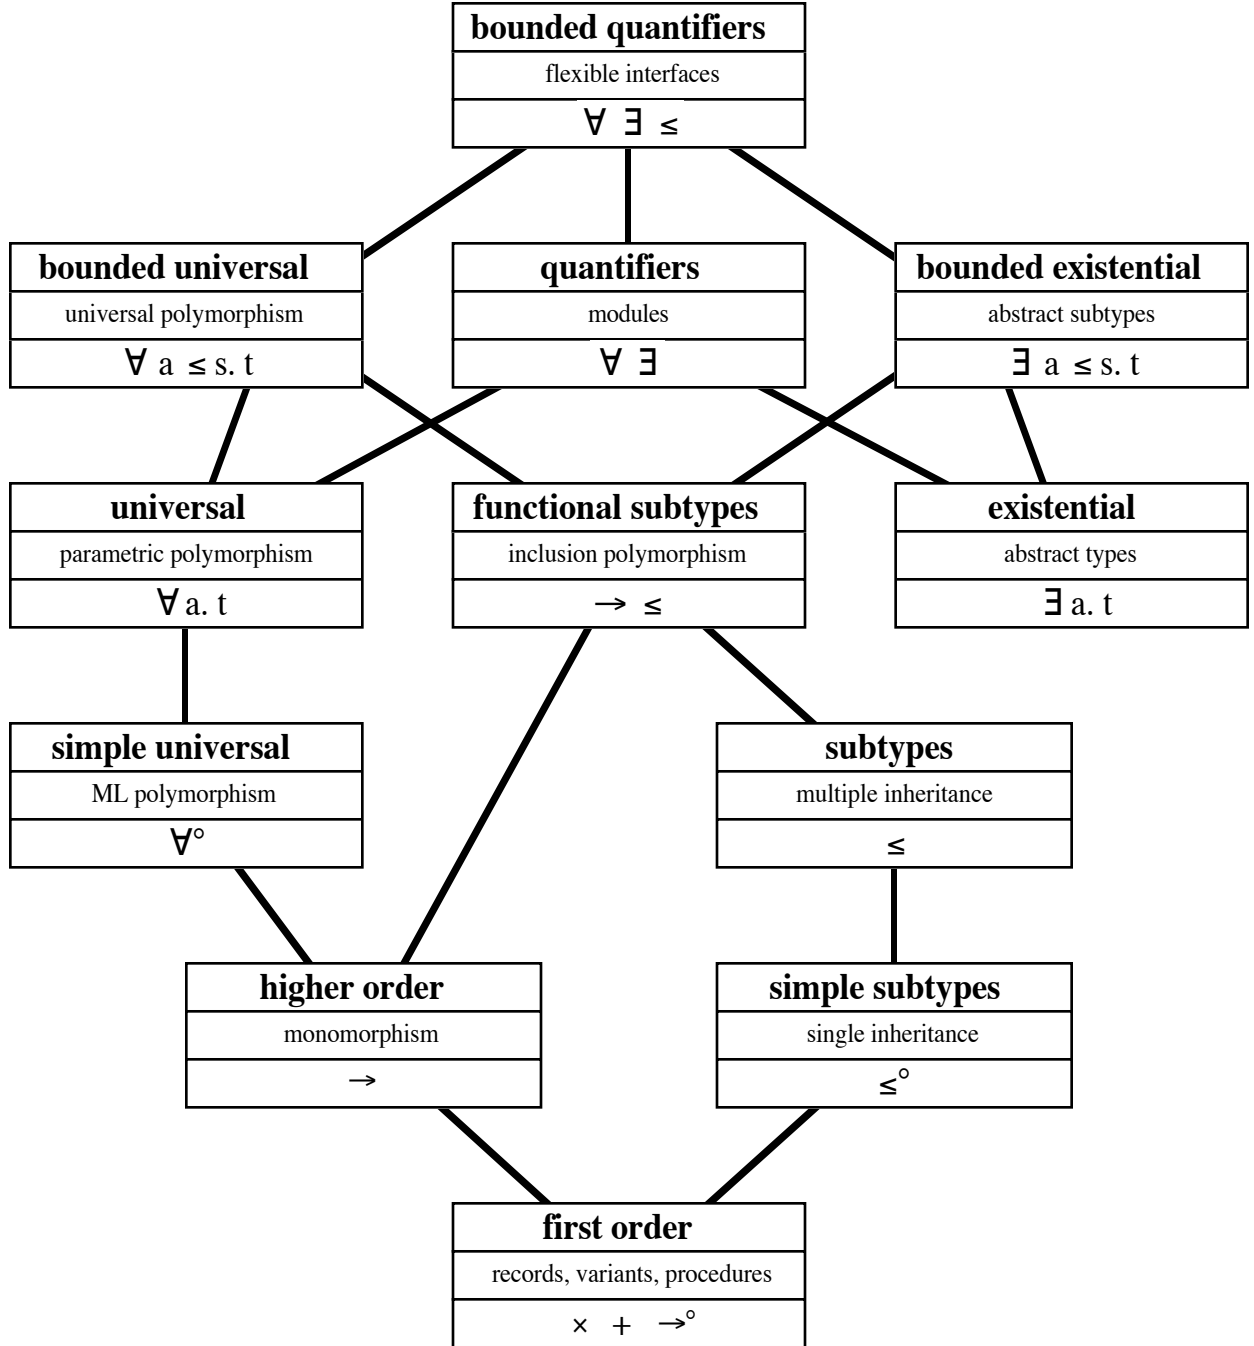 bounded quantifiers
flexible interfaces
∀ ∃ ≤
bounded universal
universal polymorphism
∀ a ≤ s. t
quantifiers
modules
∀ ∃
bounded existential
abstract subtypes
∃ a ≤ s. t
universal
parametric polymorphism
∀ a. t
functional subtypes
inclusion polymorphism
→ ≤
existential
abstract types
∃ a. t
simple universal
ML polymorphism
∀°
subtypes
multiple inheritance
≤
higher order
monomorphism
→
simple subtypes
single inheritance
≤°
first order
records, variants, procedures
× + →°